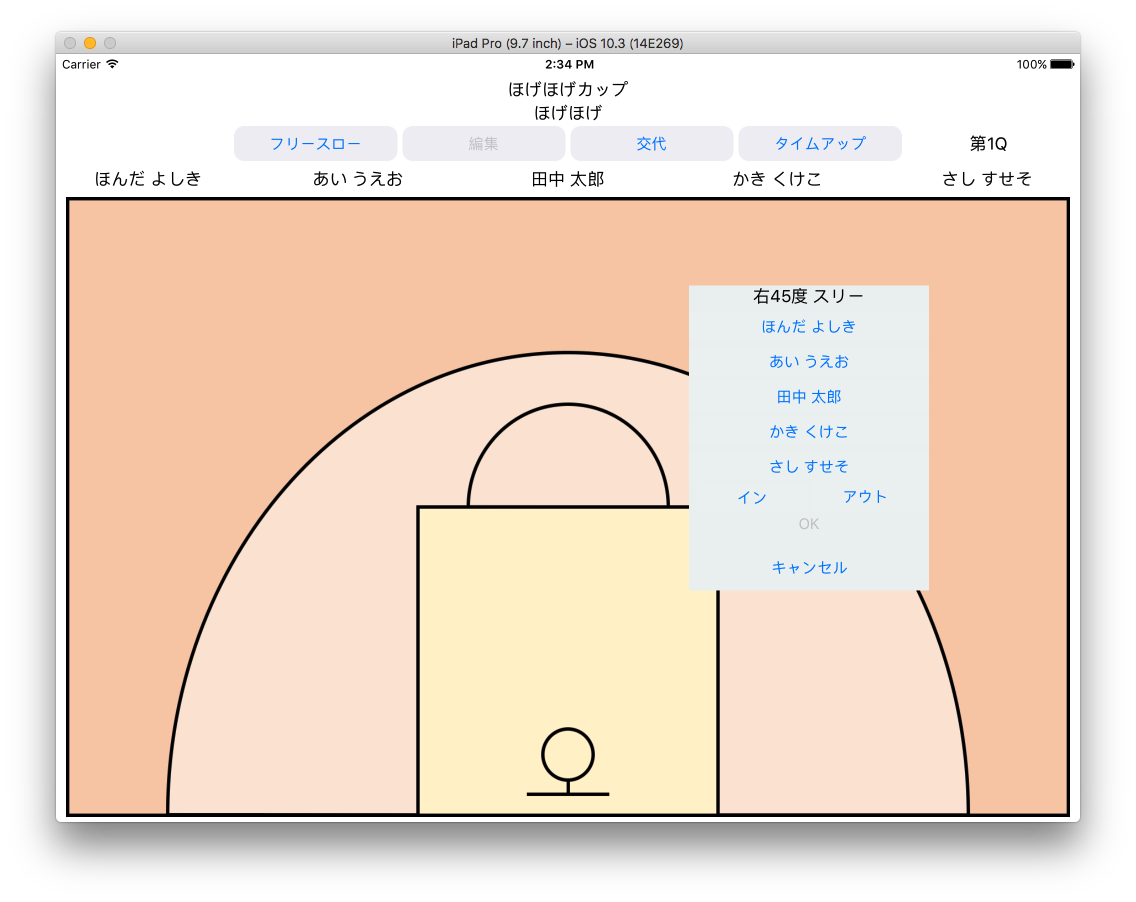 iPad Pro (9.7 inch) – iOS 10.3 (14E269)
Carrier 2:34 PM 100%
ほげほげカップ
ほげほげ
フリースロー 編集 交代 タイムアップ 第1Q
ほんだ よしき あい うえお 田中 太郎 かき くけこ さし すせそ
右45度 スリー
ほんだ よしき
あい うえお
田中 太郎
かき くけこ
さし すせそ
イン アウト
OK
キャンセル